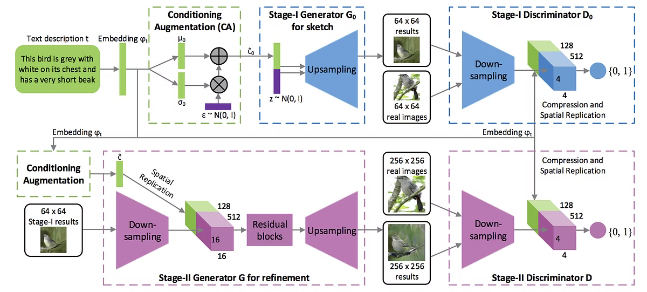 Text description t
This bird is grey with
white on its chest and
has a very short beak
Embedding φt
Conditioning
Augmentation (CA)
μ0
σ0
ε ~ N(0, I)
ĉ0
Stage-I Generator G0
for sketch
z ~ N(0, I)
Upsampling
64 x 64
results
64 x 64
real images
Stage-I Discriminator D0
Down-
sampling
128
512
4
4
{0, 1}
Compression and
Spatial Replication
Embedding φt
Embedding φt
Conditioning
Augmentation
64 x 64
Stage-I results
ĉ
Spatial
Replication
Down-
sampling
128
512
16
16
Residual
blocks
Upsampling
Stage-II Generator G for refinement
256 x 256
real images
256 x 256
results
Compression and
Spatial Replication
Down-
sampling
128
512
4
4
{0, 1}
Stage-II Discriminator D